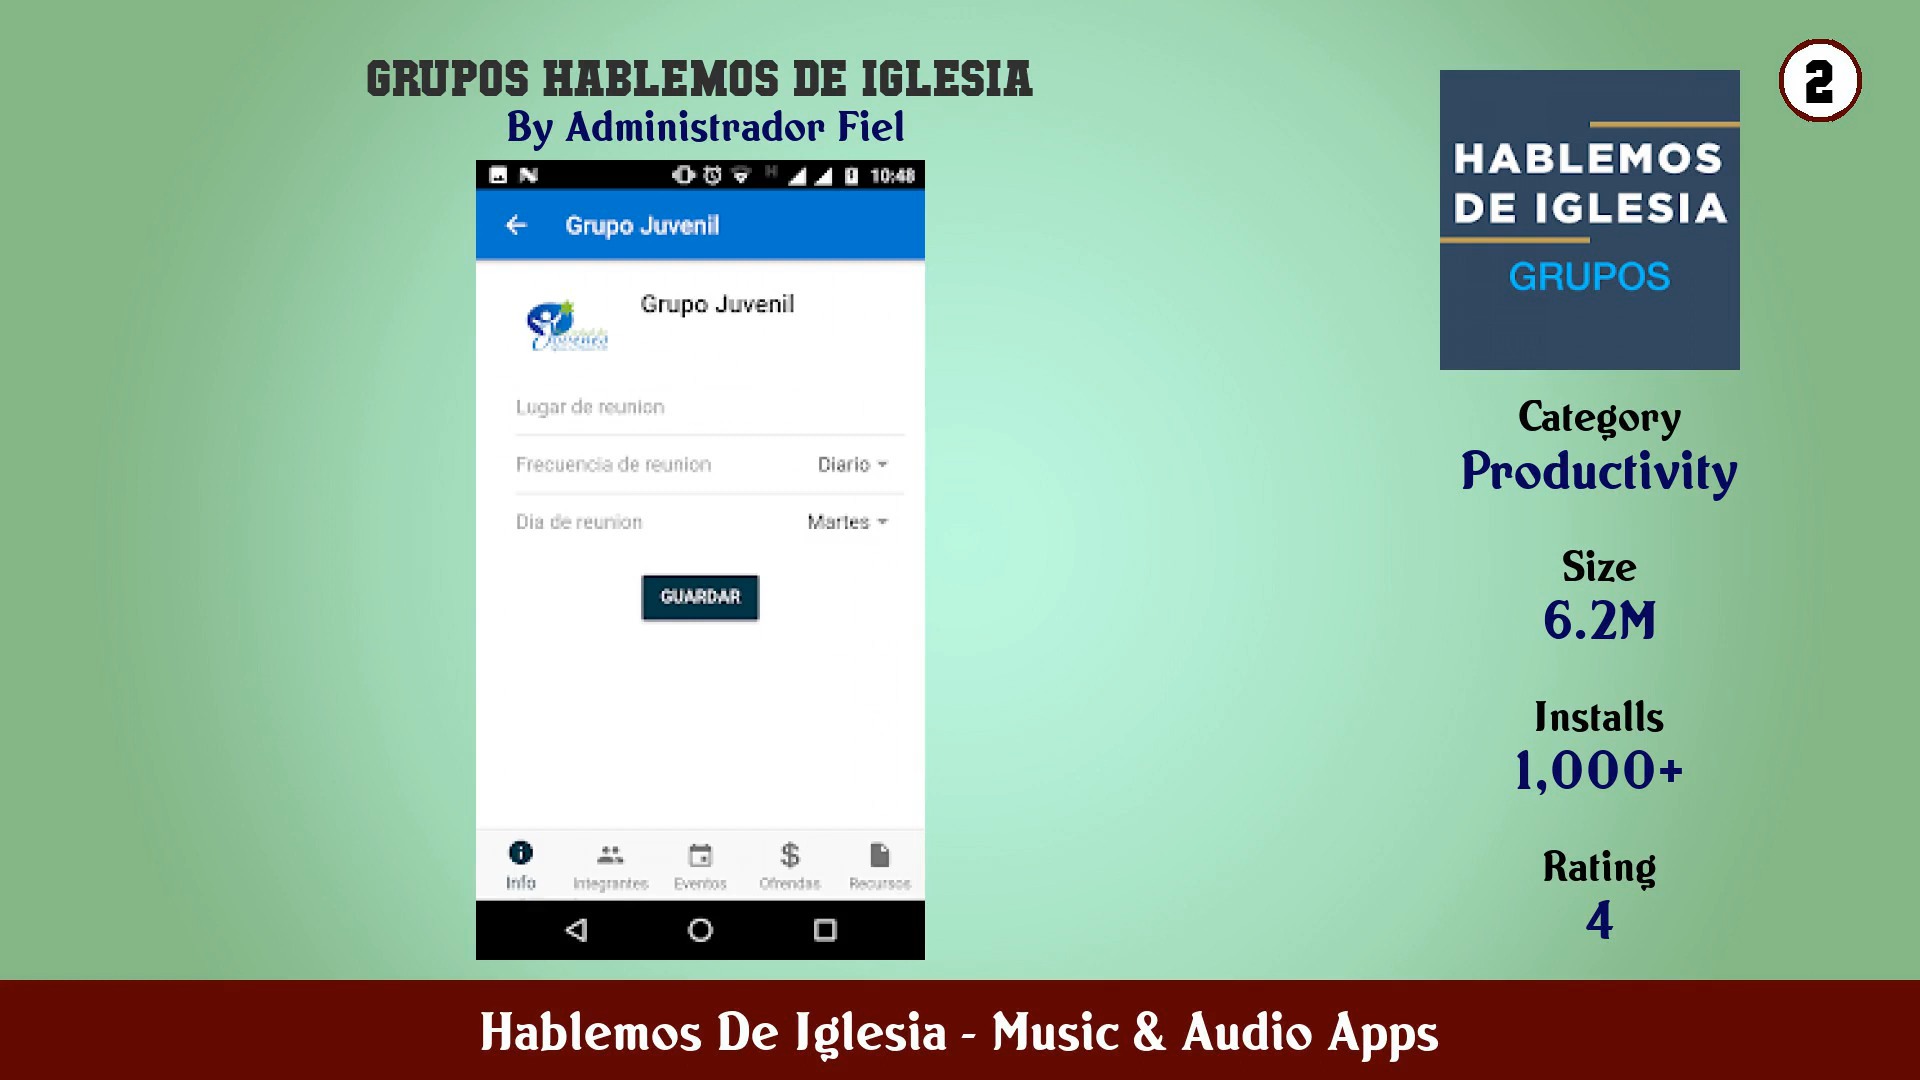 GRUPOS HABLEMOS DE IGLESIA
By Administrador Fiel
2
10:48
Grupo Juvenil
Grupo Juvenil
Lugar de reunion
Frecuencia de reunion Diario
Dia de reunion Martes
GUARDAR
Info Integrantes Eventos Ofrendas Recursos
HABLEMOS
DE IGLESIA
GRUPOS
Category
Productivity
Size
6.2M
Installs
1,000+
Rating
4
Hablemos De Iglesia - Music & Audio Apps